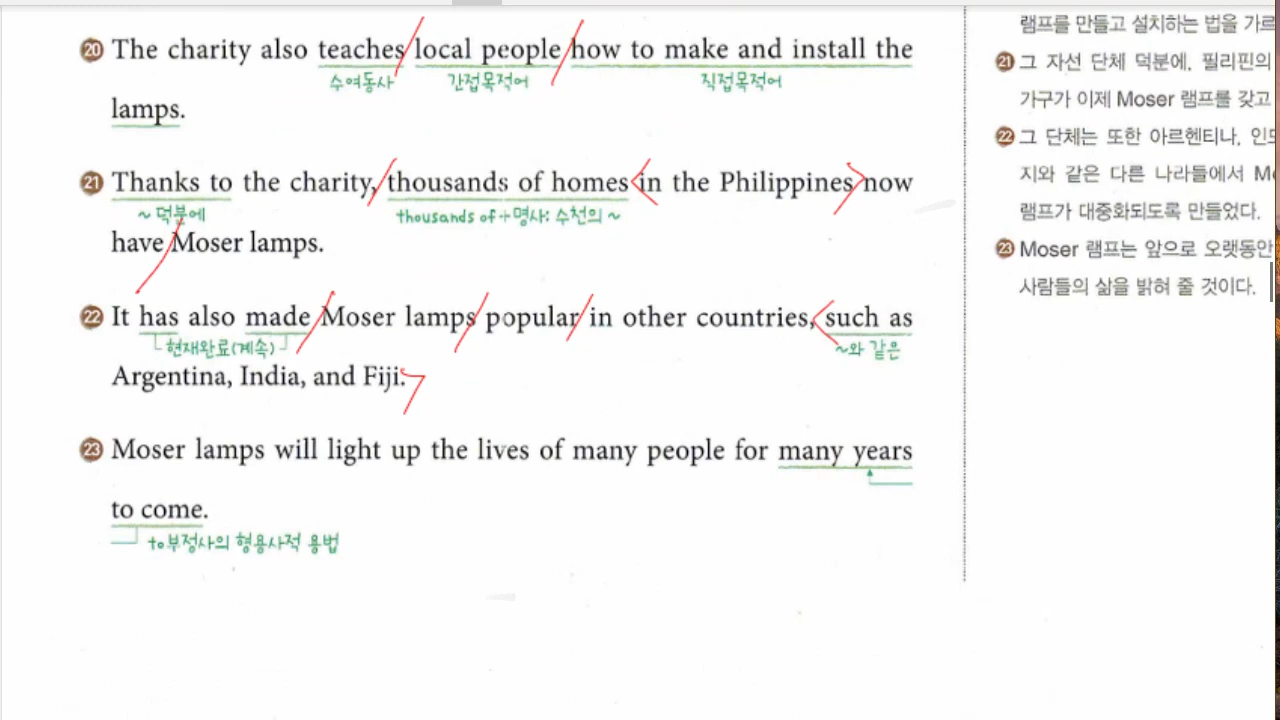 ⑳ The charity also teaches local people how to make and install the
수여동사 간접목적어 직접목적어
lamps.
㉑ Thanks to the charity, thousands of homes in the Philippines now
~ 덕분에 thousands of+명사: 수천의 ~
have Moser lamps.
㉒ It has also made Moser lamps popular in other countries, such as
현재완료(계속) ~와 같은
Argentina, India, and Fiji.
㉓ Moser lamps will light up the lives of many people for many years
to come.
to부정사의 형용사적 용법
램프를 만들고 설치하는 법을 가르
㉑ 그 자선 단체 덕분에, 필리핀의
가구가 이제 Moser 램프를 갖고
㉒ 그 단체는 또한 아르헨티나, 인도
지와 같은 다른 나라들에서 Mo
램프가 대중화되도록 만들었다.
㉓ Moser 램프는 앞으로 오랫동안
사람들의 삶을 밝혀 줄 것이다.